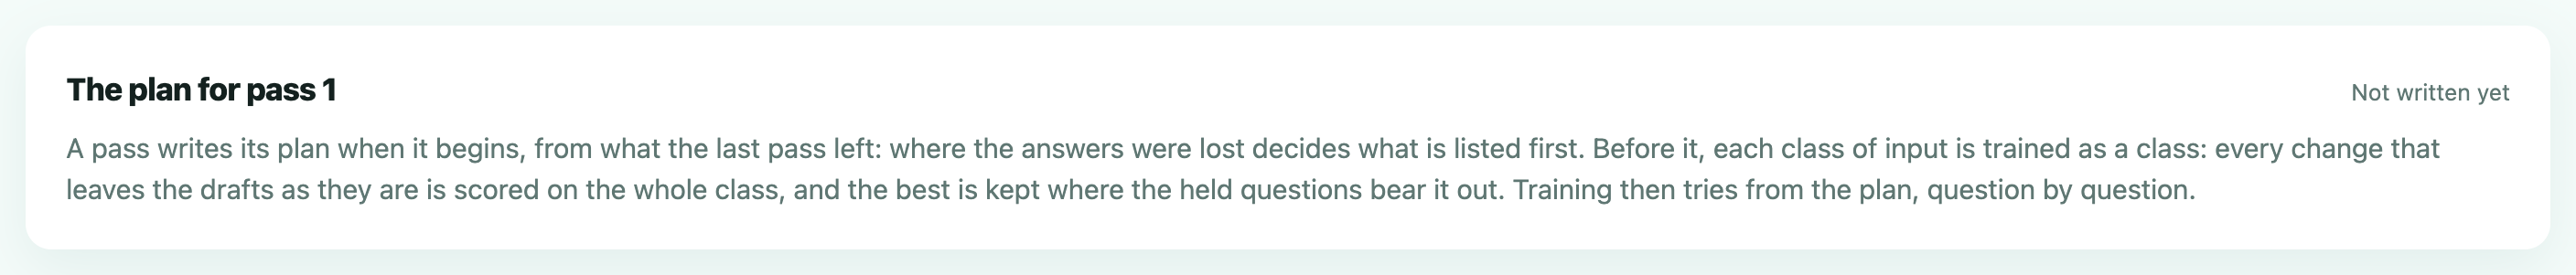 The plan for pass 1
Not written yet
A pass writes its plan when it begins, from what the last pass left: where the answers were lost decides what is listed first. Before it, each class of input is trained as a class: every change that
leaves the drafts as they are is scored on the whole class, and the best is kept where the held questions bear it out. Training then tries from the plan, question by question.